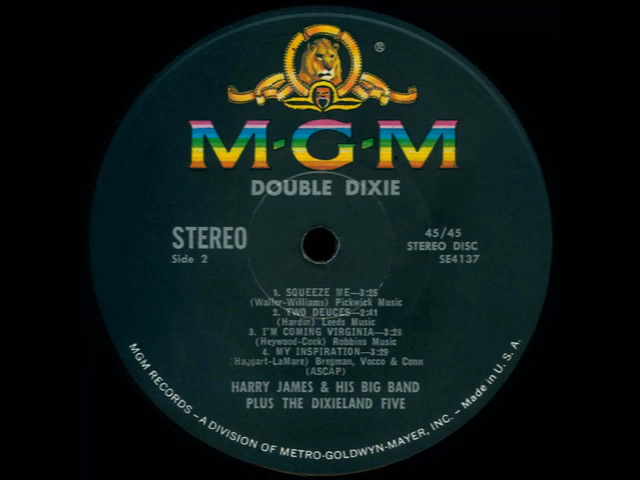 ®
M-G-M
DOUBLE DIXIE
STEREO
Side 2
45/45
STEREO DISC
SE4137
1. SQUEEZE ME—3:25
(Waller-Williams) Pickwick Music
2. TWO DEUCES—2:41
(Hardin) Leeds Music
3. I'M COMING VIRGINIA—3:28
(Heywood-Cook) Robbins Music
4. MY INSPIRATION—3:29
(Haggart-LaMare) Bregman, Vocco & Conn
(ASCAP)
HARRY JAMES & HIS BIG BAND
PLUS THE DIXIELAND FIVE
MGM RECORDS – A DIVISION OF METRO-GOLDWYN-MAYER, INC. – Made in U.S.A.